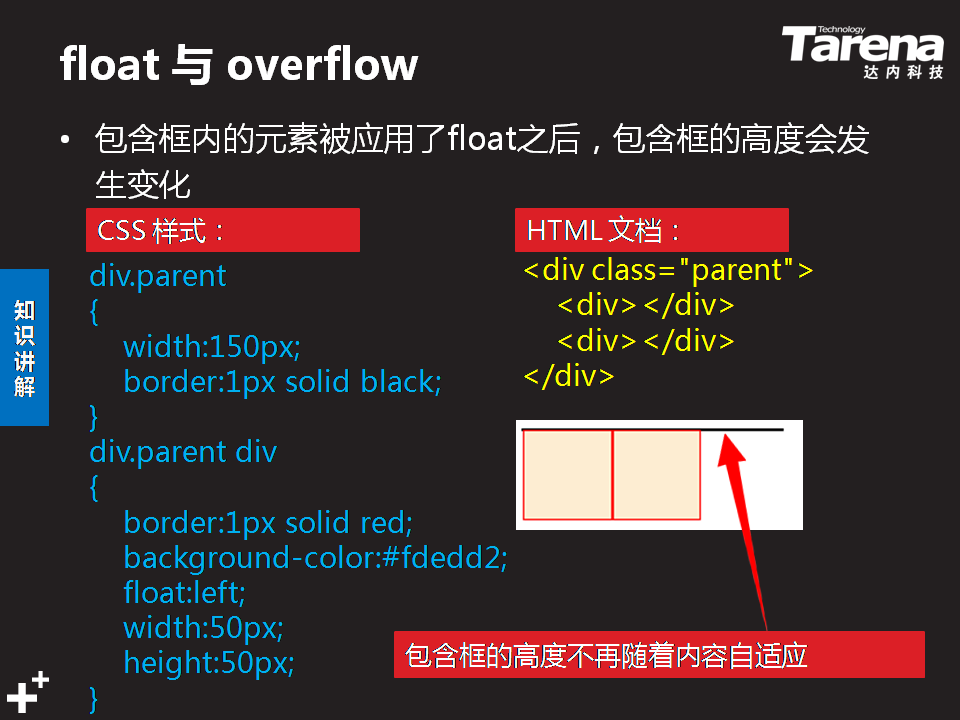 float 与 overflow
Technology
Tarena
达内科技
• 包含框内的元素被应用了float之后，包含框的高度会发
生变化
CSS 样式：
div.parent
{
width:150px;
border:1px solid black;
}
div.parent div
{
border:1px solid red;
background-color:#fdedd2;
float:left;
width:50px;
height:50px;
}
HTML 文档：
<div class="parent">
<div></div>
<div></div>
</div>
包含框的高度不再随着内容自适应
知
识
讲
解